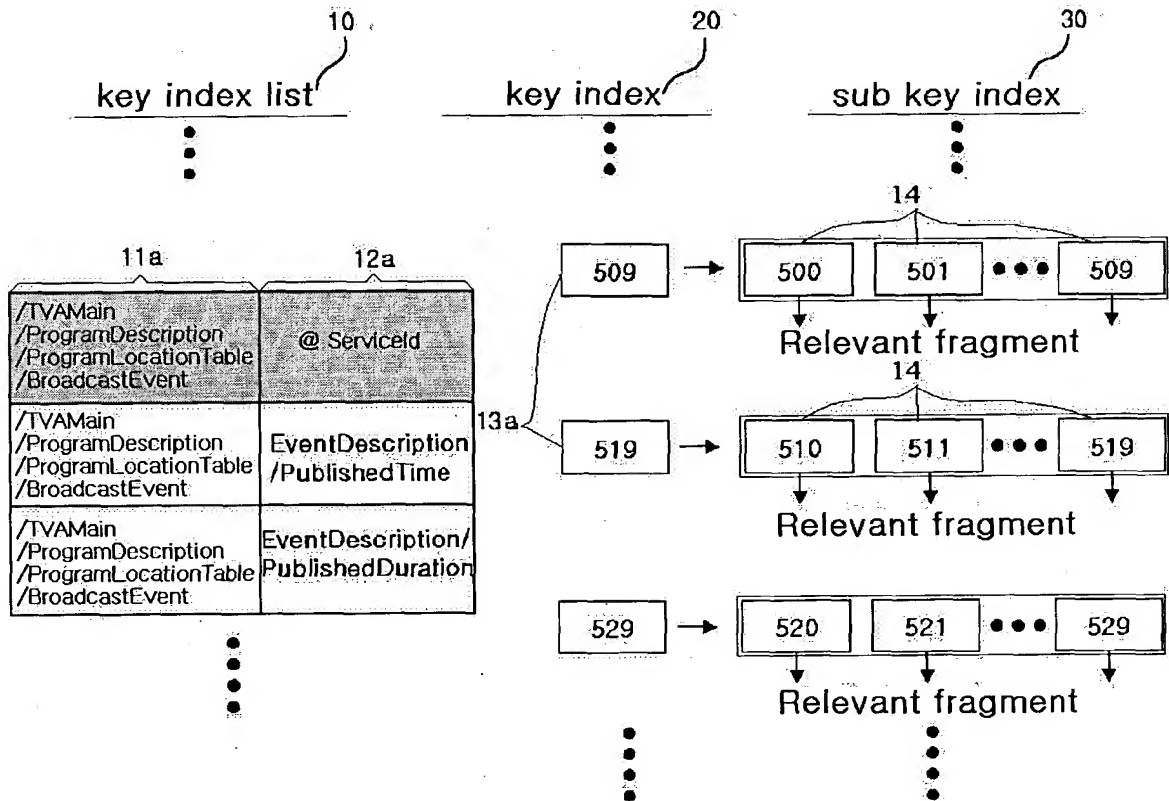 10
20
30
key index list
key index
sub key index
14
11a
12a
509
500
501
509
/TVAMain
/ProgramDescription
/ProgramLocationTable
/BroadcastEvent
@ ServiceId
Relevant fragment
14
13a
/TVAMain
/ProgramDescription
/ProgramLocationTable
/BroadcastEvent
EventDescription
/PublishedTime
519
510
511
519
Relevant fragment
/TVAMain
/ProgramDescription
/ProgramLocationTable
/BroadcastEvent
EventDescription/
PublishedDuration
529
520
521
529
Relevant fragment